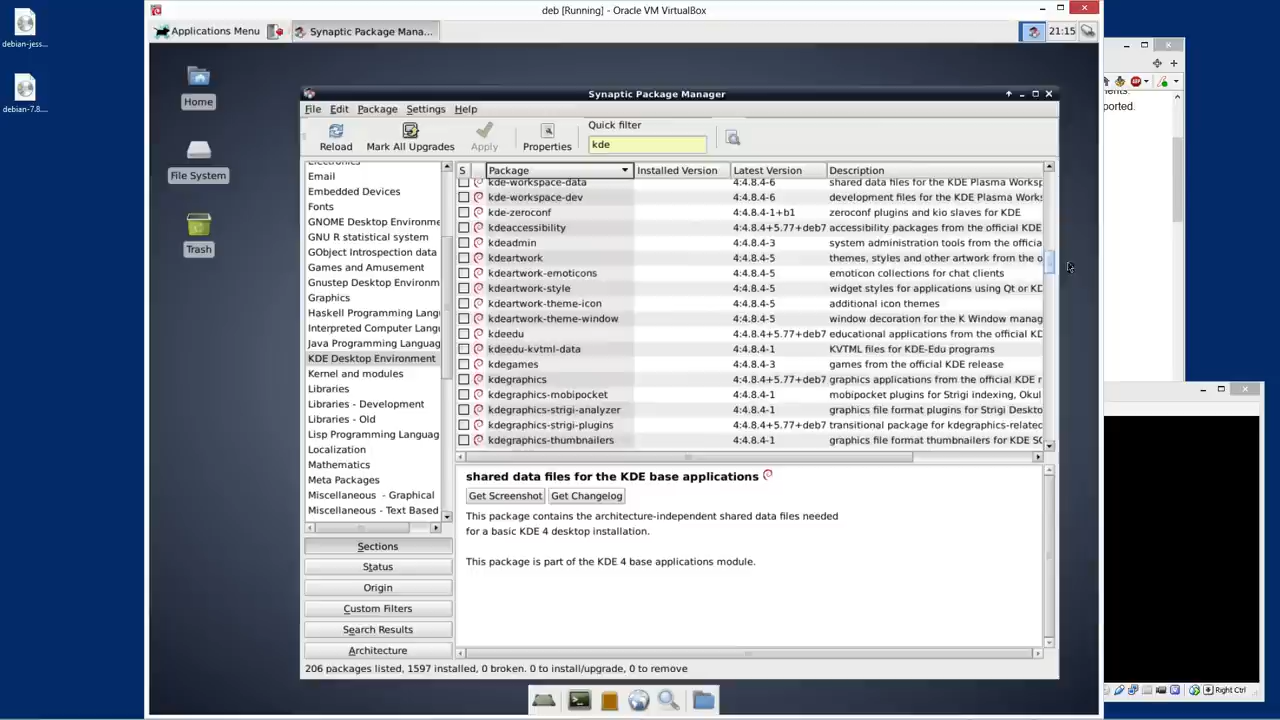 deb [Running] - Oracle VM VirtualBox
debian-jess...
debian-7.8....
Applications Menu
Synaptic Package Mana...
21:15
Home
File System
Trash
Synaptic Package Manager
File Edit Package Settings Help
Reload
Mark All Upgrades
Apply
Properties
Quick filter
kde
Email
Embedded Devices
Fonts
GNOME Desktop Environme
GNU R statistical system
GObject Introspection data
Games and Amusement
Gnustep Desktop Environm
Graphics
Haskell Programming Lang
Interpreted Computer Langu
Java Programming Languag
KDE Desktop Environment
Kernel and modules
Libraries
Libraries - Development
Libraries - Old
Lisp Programming Languag
Localization
Mathematics
Meta Packages
Miscellaneous - Graphical
Miscellaneous - Text Based
Sections
Status
Origin
Custom Filters
Search Results
Architecture
S Package Installed Version Latest Version Description
kde-workspace-data 4:4.8.4-6 shared data files for the KDE Plasma Worksp
kde-workspace-dev 4:4.8.4-6 development files for the KDE Plasma Works
kde-zeroconf 4:4.8.4-1+b1 zeroconf plugins and kio slaves for KDE
kdeaccessibility 4:4.8.4+5.77+deb7 accessibility packages from the official KDE
kdeadmin 4:4.8.4-3 system administration tools from the officia
kdeartwork 4:4.8.4-5 themes, styles and other artwork from the o
kdeartwork-emoticons 4:4.8.4-5 emoticon collections for chat clients
kdeartwork-style 4:4.8.4-5 widget styles for applications using Qt or KD
kdeartwork-theme-icon 4:4.8.4-5 additional icon themes
kdeartwork-theme-window 4:4.8.4-5 window decoration for the K Window manag
kdeedu 4:4.8.4+5.77+deb7 educational applications from the official KD
kdeedu-kvtml-data 4:4.8.4-1 KVTML files for KDE-Edu programs
kdegames 4:4.8.4-3 games from the official KDE release
kdegraphics 4:4.8.4+5.77+deb7 graphics applications from the official KDE r
kdegraphics-mobipocket 4:4.8.4-1 mobipocket plugins for Strigi indexing, Okul
kdegraphics-strigi-analyzer 4:4.8.4-1 graphics file format plugins for Strigi Deskto
kdegraphics-strigi-plugins 4:4.8.4+5.77+deb7 transitional package for kdegraphics-related
kdegraphics-thumbnailers 4:4.8.4-1 graphics file format thumbnailers for KDE SC
shared data files for the KDE base applications
Get Screenshot Get Changelog
This package contains the architecture-independent shared data files needed
for a basic KDE 4 desktop installation.
This package is part of the KDE 4 base applications module.
206 packages listed, 1597 installed, 0 broken. 0 to install/upgrade, 0 to remove
ported.
Right Ctrl